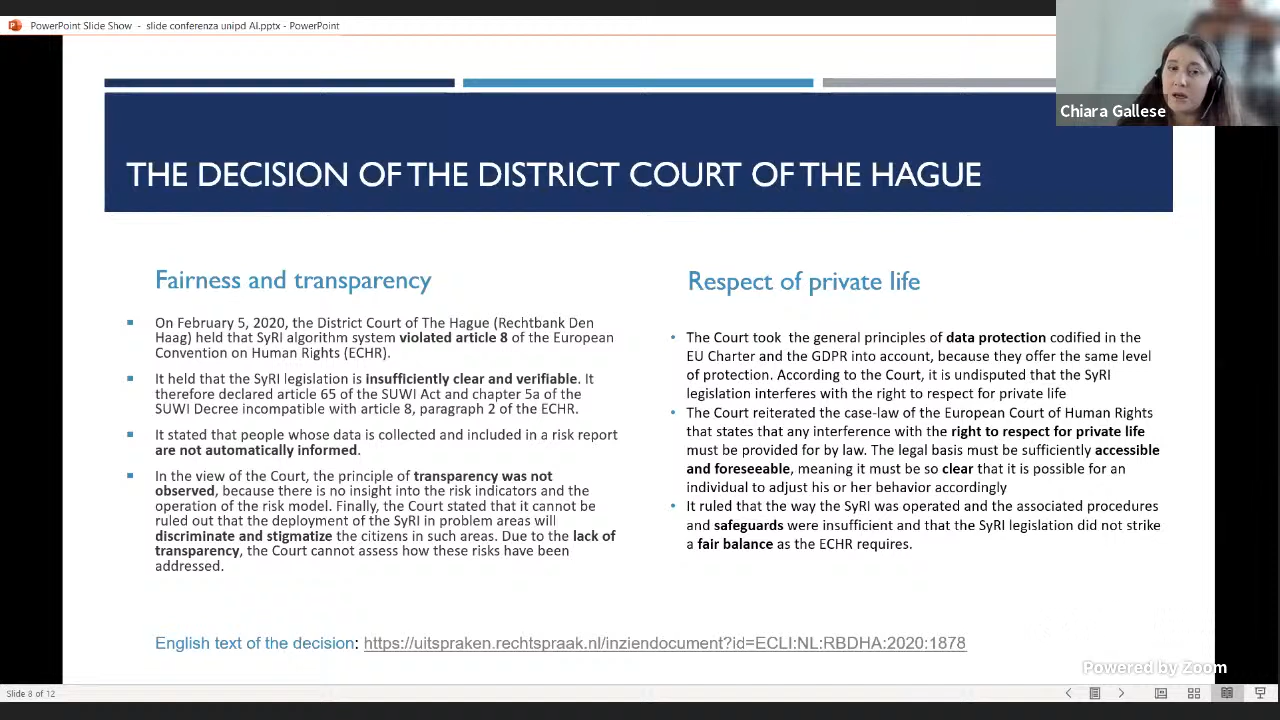 PowerPoint Slide Show - slide conferenza unipd AI.pptx - PowerPoint
Chiara Gallese
THE DECISION OF THE DISTRICT COURT OF THE HAGUE
Fairness and transparency
On February 5, 2020, the District Court of The Hague (Rechtbank Den
Haag) held that SyRI algorithm system violated article 8 of the European
Convention on Human Rights (ECHR).
It held that the SyRI legislation is insufficiently clear and verifiable. It
therefore declared article 65 of the SUWI Act and chapter 5a of the
SUWI Decree incompatible with article 8, paragraph 2 of the ECHR.
It stated that people whose data is collected and included in a risk report
are not automatically informed.
In the view of the Court, the principle of transparency was not
observed, because there is no insight into the risk indicators and the
operation of the risk model. Finally, the Court stated that it cannot be
ruled out that the deployment of the SyRI in problem areas will
discriminate and stigmatize the citizens in such areas. Due to the lack of
transparency, the Court cannot assess how these risks have been
addressed.
Respect of private life
The Court took the general principles of data protection codified in the
EU Charter and the GDPR into account, because they offer the same level
of protection. According to the Court, it is undisputed that the SyRI
legislation interferes with the right to respect for private life
The Court reiterated the case-law of the European Court of Human Rights
that states that any interference with the right to respect for private life
must be provided for by law. The legal basis must be sufficiently accessible
and foreseeable, meaning it must be so clear that it is possible for an
individual to adjust his or her behavior accordingly
It ruled that the way the SyRI was operated and the associated procedures
and safeguards were insufficient and that the SyRI legislation did not strike
a fair balance as the ECHR requires.
English text of the decision: https://uitspraken.rechtspraak.nl/inziendocument?id=ECLI:NL:RBDHA:2020:1878
Powered by Zoom
Slide 8 of 12